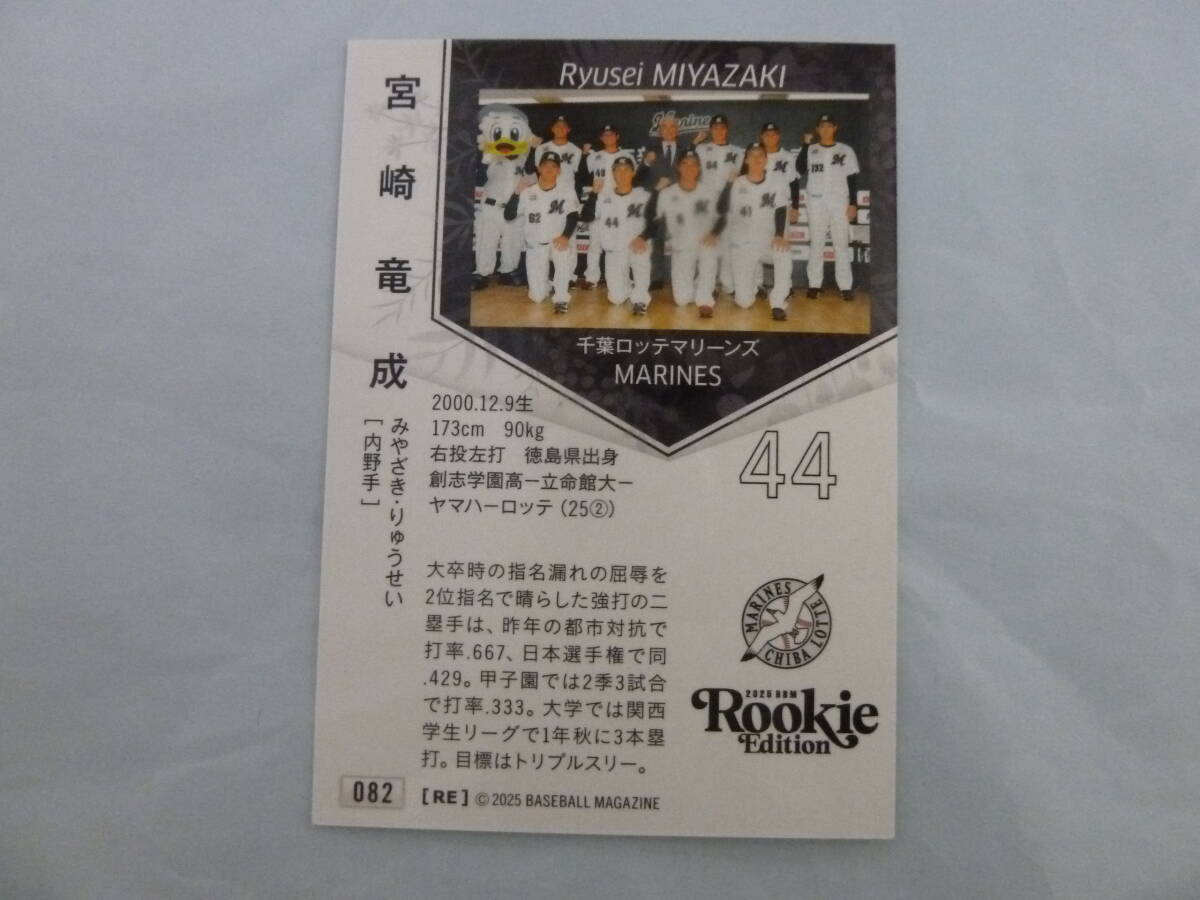 Ryusei MIYAZAKI
宮崎竜成
みやざき・りゅうせい
［内野手］
Marines
62
44
41
49
64
132
千葉ロッテマリーンズ
MARINES
2000.12.9生
173cm 90kg
右投左打 徳島県出身
創志学園高ー立命館大ー
ヤマハーロッテ（25②）
44
大卒時の指名漏れの屈辱を
2位指名で晴らした強打の二
塁手は、昨年の都市対抗で
打率.667、日本選手権で同
.429。甲子園では2季3試合
で打率.333。大学では関西
学生リーグで1年秋に3本塁
打。目標はトリプルスリー。
MARINES
CHIBA LOTTE
2025 BBM
Rookie
Edition
082
[RE] © 2025 BASEBALL MAGAZINE